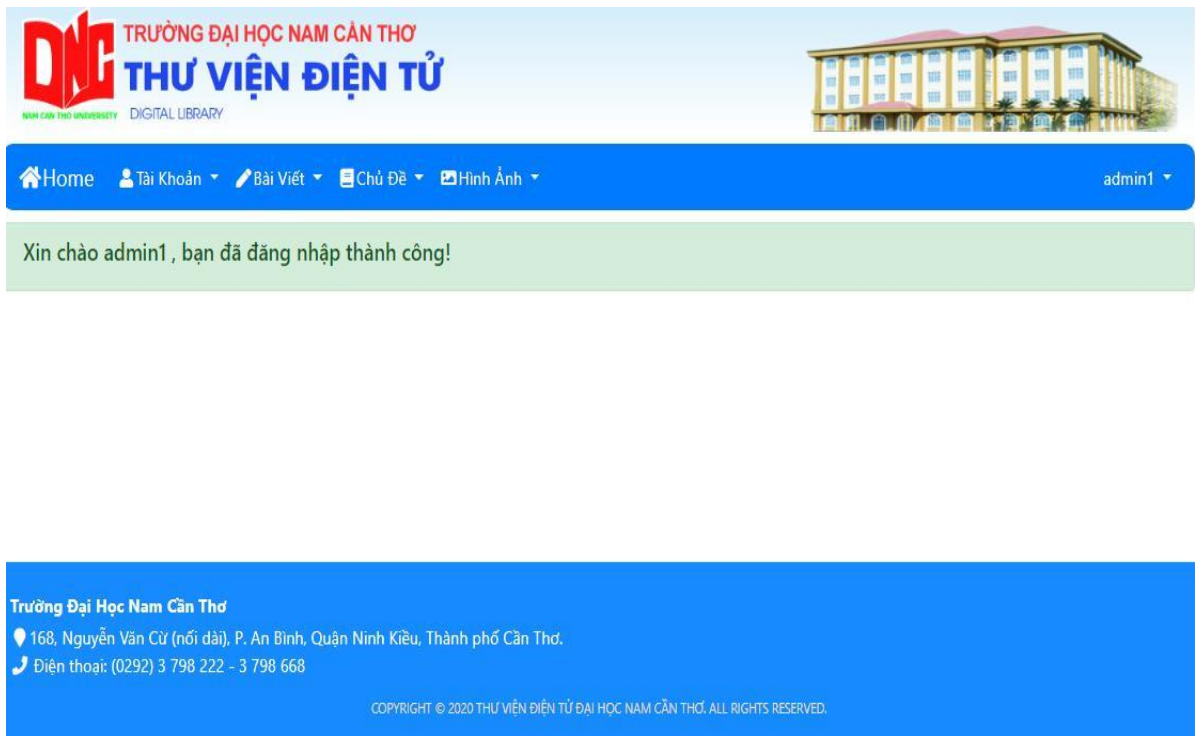 DNC
NAM CAN THO UNIVERSITY
TRƯỜNG ĐẠI HỌC NAM CẦN THƠ
THƯ VIỆN ĐIỆN TỬ
DIGITAL LIBRARY
Home Tài Khoản Bài Viết Chủ Đề Hình Ảnh admin1
Xin chào admin1 , bạn đã đăng nhập thành công!
Trường Đại Học Nam Cần Thơ
168, Nguyễn Văn Cừ (nối dài), P. An Bình, Quận Ninh Kiều, Thành phố Cần Thơ.
Điện thoại: (0292) 3 798 222 - 3 798 668
COPYRIGHT © 2020 THƯ VIỆN ĐIỆN TỬ ĐẠI HỌC NAM CẦN THƠ. ALL RIGHTS RESERVED.